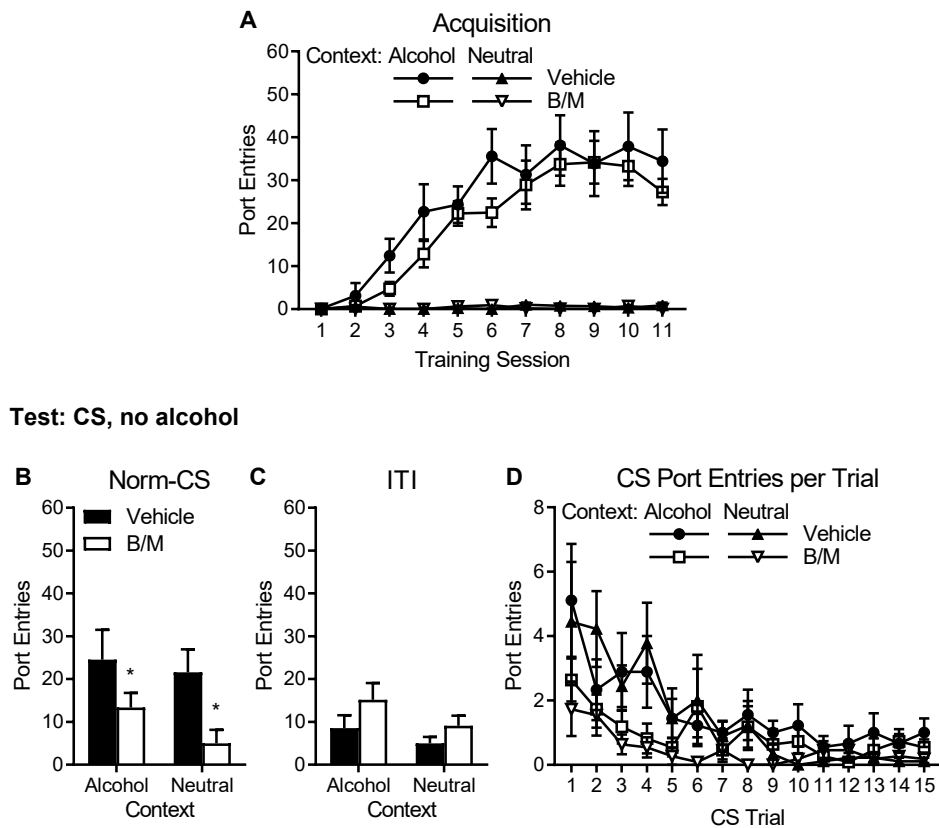 A
Acquisition
Context: Alcohol Neutral
Vehicle
B/M
60
50
40
30
20
10
0
Port Entries
1 2 3 4 5 6 7 8 9 10 11
Training Session
Test: CS, no alcohol
B
Norm-CS
Vehicle
B/M
60
50
40
30
20
10
0
Port Entries
*
*
Alcohol Neutral
Context
C
ITI
60
50
40
30
20
10
0
Port Entries
Alcohol Neutral
Context
D
CS Port Entries per Trial
Context: Alcohol Neutral
Vehicle
B/M
8
6
4
2
0
Port Entries
1 2 3 4 5 6 7 8 9 10 11 12 13 14 15
CS Trial